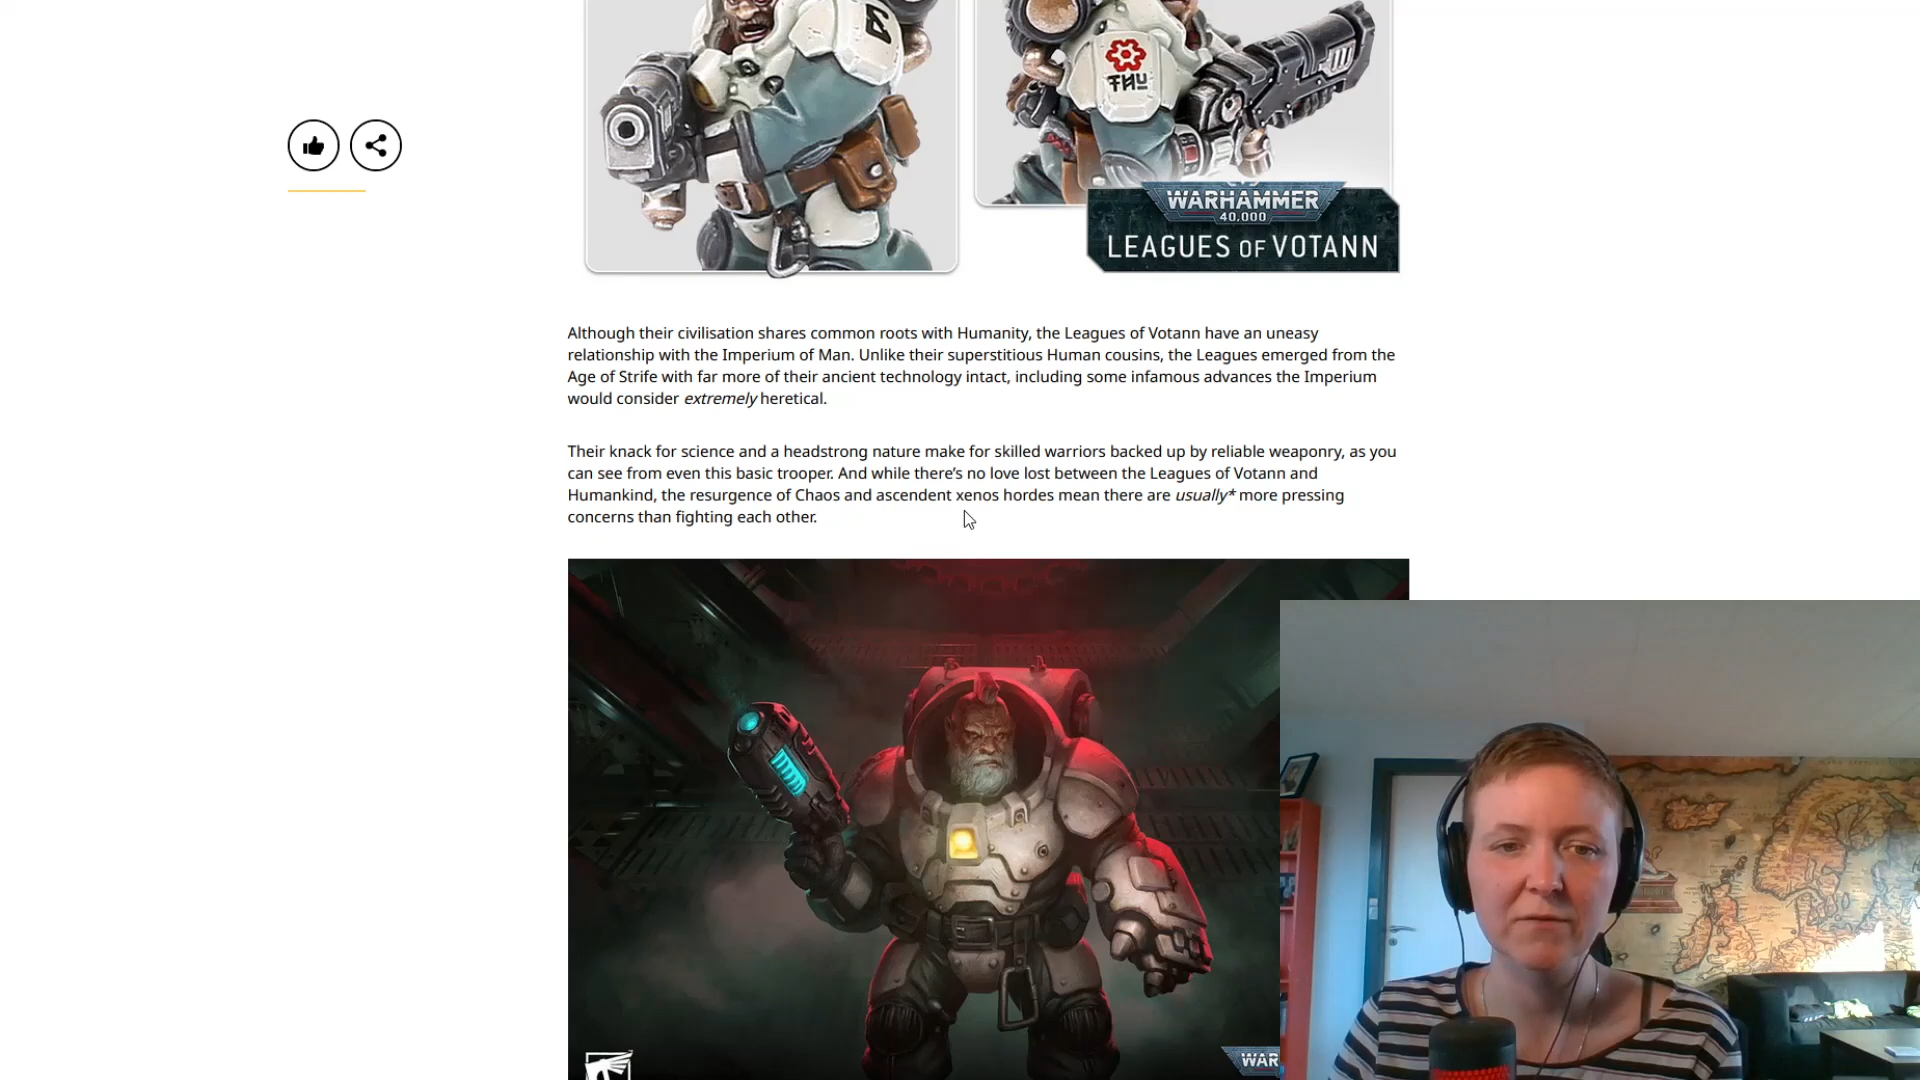 WARHAMMER
40,000
LEAGUES OF VOTANN
Although their civilisation shares common roots with Humanity, the Leagues of Votann have an uneasy
relationship with the Imperium of Man. Unlike their superstitious Human cousins, the Leagues emerged from the
Age of Strife with far more of their ancient technology intact, including some infamous advances the Imperium
would consider extremely heretical.
Their knack for science and a headstrong nature make for skilled warriors backed up by reliable weaponry, as you
can see from even this basic trooper. And while there’s no love lost between the Leagues of Votann and
Humankind, the resurgence of Chaos and ascendent xenos hordes mean there are usually* more pressing
concerns than fighting each other.
WAR